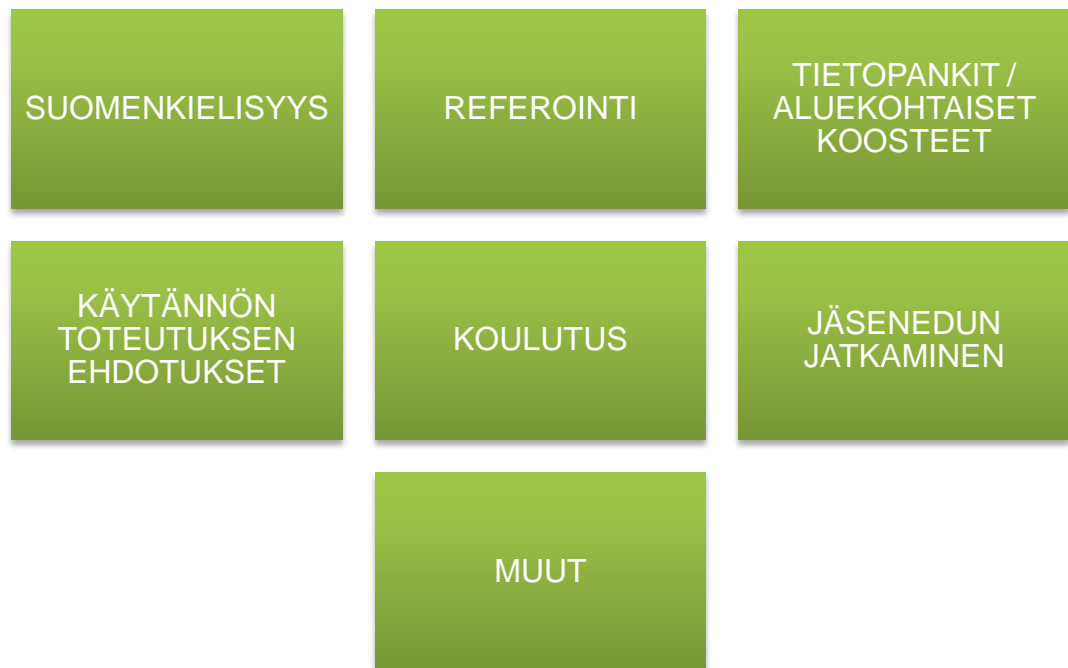 SUOMENKIELISYYS
REFEROINTI
TIETOPANKIT /
ALUEKOHTAISET
KOOSTEET
KÄYTÄNNÖN
TOTEUTUKSEN
EHDOTUKSET
KOULUTUS
JÄSENEDUN
JATKAMINEN
MUUT